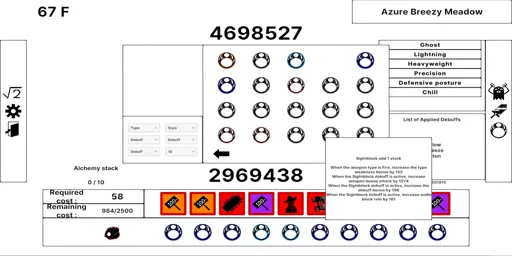 67 F
Azure Breezy Meadow
4698527
Ghost
Lightning
Heavyweight
Precision
Defensive posture
Chill
√2
List of Applied Debuffs
Type:
Style
Debuff
Debuff
Debuff
10
Sightblock add 1 stack
When the weapon type is Fire, increase the type
weakness bonus by 152
When the Sightblock debuff is active, increase
weapon bonus attack by 1274
When the Sightblock debuff is active, increase the
debuff bonus by 196
When the Sightblock debuff is active, increase
block rate by 187
Alchemy stack
0 / 10
2969438
Required
cost :
58
Remaining
cost :
984/2500